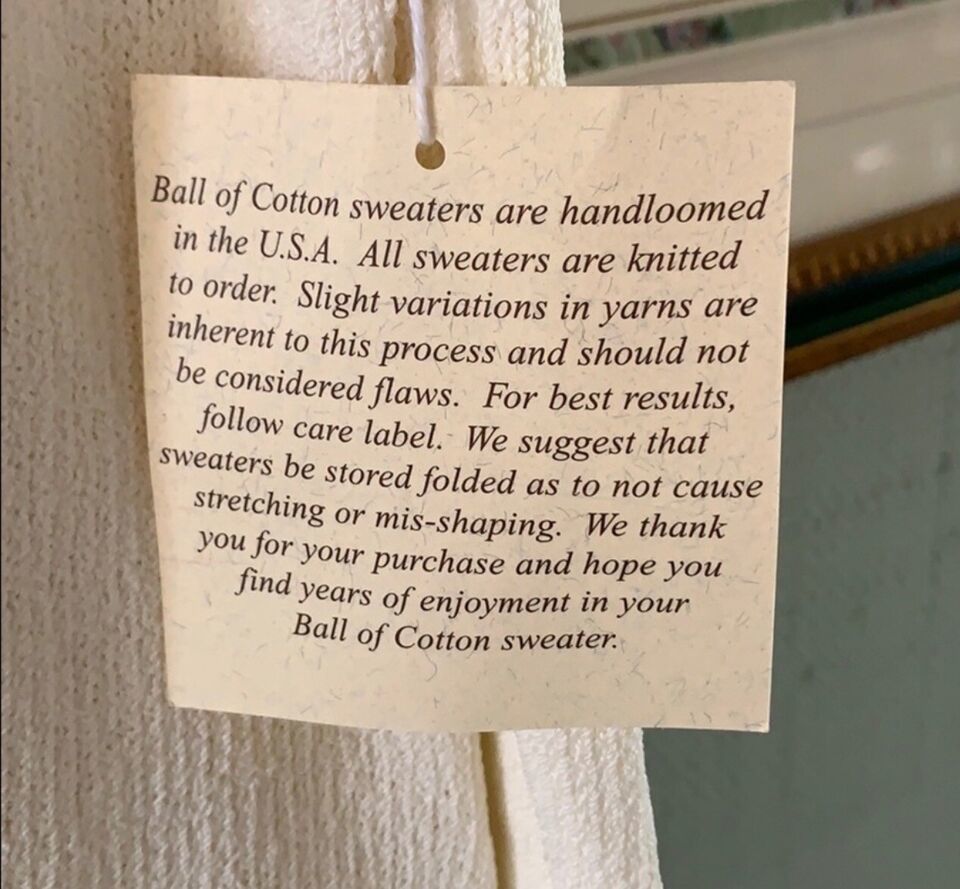 Ball of Cotton sweaters are handloomed
in the U.S.A. All sweaters are knitted
to order. Slight variations in yarns are
inherent to this process and should not
be considered flaws. For best results,
follow care label. We suggest that
sweaters be stored folded as to not cause
stretching or mis-shaping. We thank
you for your purchase and hope you
find years of enjoyment in your
Ball of Cotton sweater.